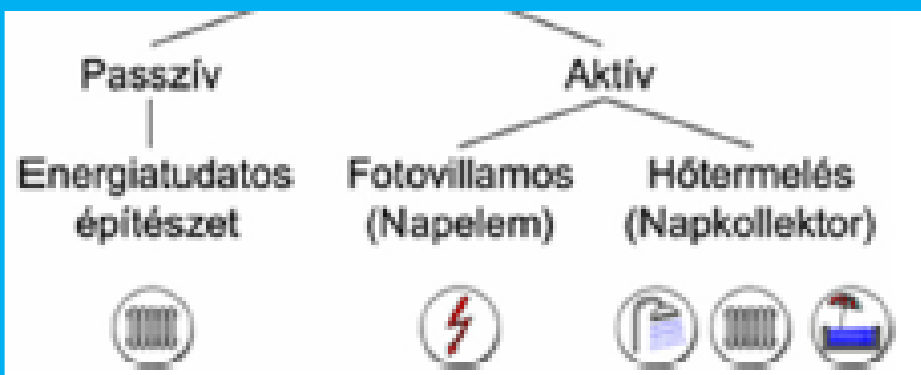 Passzív
Aktív
Energiatudatos
építészet
Fotovillamos
(Napelem)
Hőtermelés
(Napkollektor)